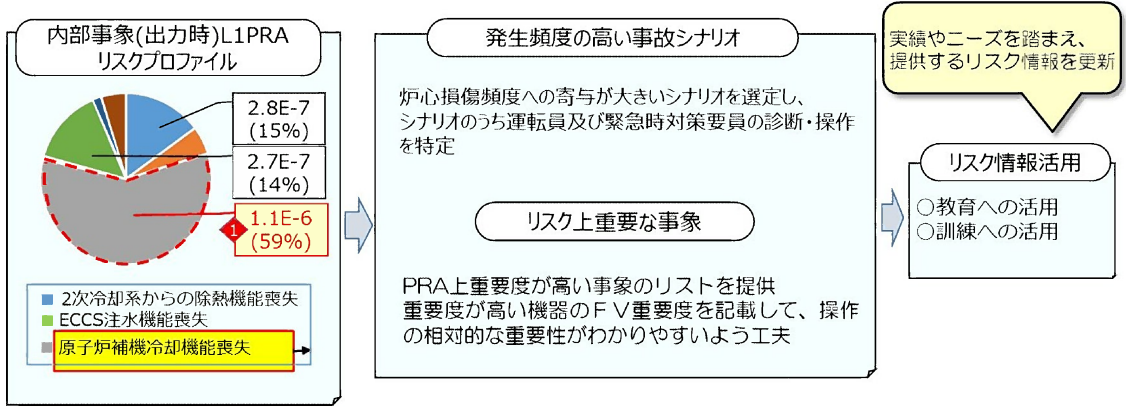 内部事象(出力時)L1PRA
リスクプロファイル
2.8E-7
(15%)
2.7E-7
(14%)
1
1.1E-6
(59%)
2次冷却系からの除熱機能喪失
ECCS注水機能喪失
原子炉補機冷却機能喪失
発生頻度の高い事故シナリオ
炉心損傷頻度への寄与が大きいシナリオを選定し、
シナリオのうち運転員及び緊急時対策要員の診断・操作
を特定
リスク上重要な事象
PRA上重要度が高い事象のリストを提供
重要度が高い機器のＦＶ重要度を記載して、操作
の相対的な重要性がわかりやすいよう工夫
実績やニーズを踏まえ、
提供するリスク情報を更新
リスク情報活用
○教育への活用
○訓練への活用